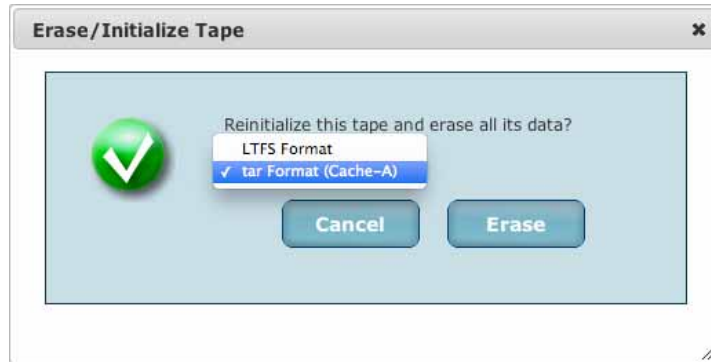 Erase/Initialize Tape
Reinitialize this tape and erase all its data?
LTFS Format
✓ tar Format (Cache-A)
Cancel Erase